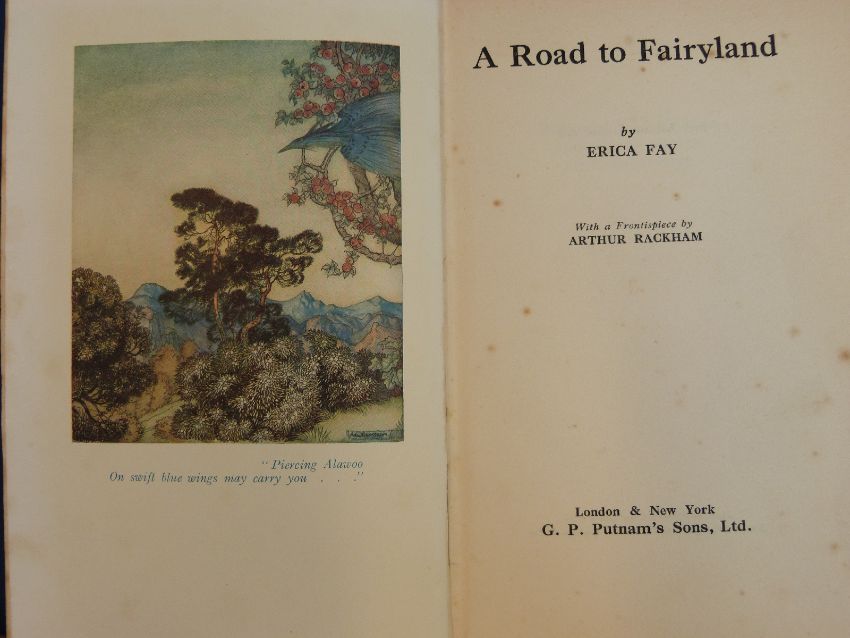 "Piercing Alawoo
On swift blue wings may carry you . . ."
A Road to Fairyland
by
ERICA FAY
With a Frontispiece by
ARTHUR RACKHAM
London & New York
G. P. Putnam's Sons, Ltd.